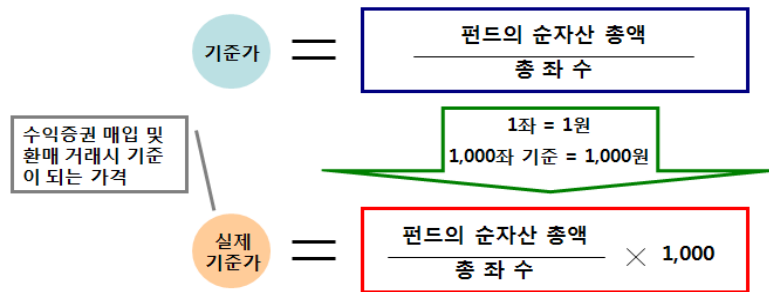 기준가
펀드의 순자산 총액
총 좌 수
수익증권 매입 및
환매 거래시 기준
이 되는 가격
1좌 = 1원
1,000좌 기준 = 1,000원
실제
기준가
펀드의 순자산 총액
총 좌 수
× 1,000